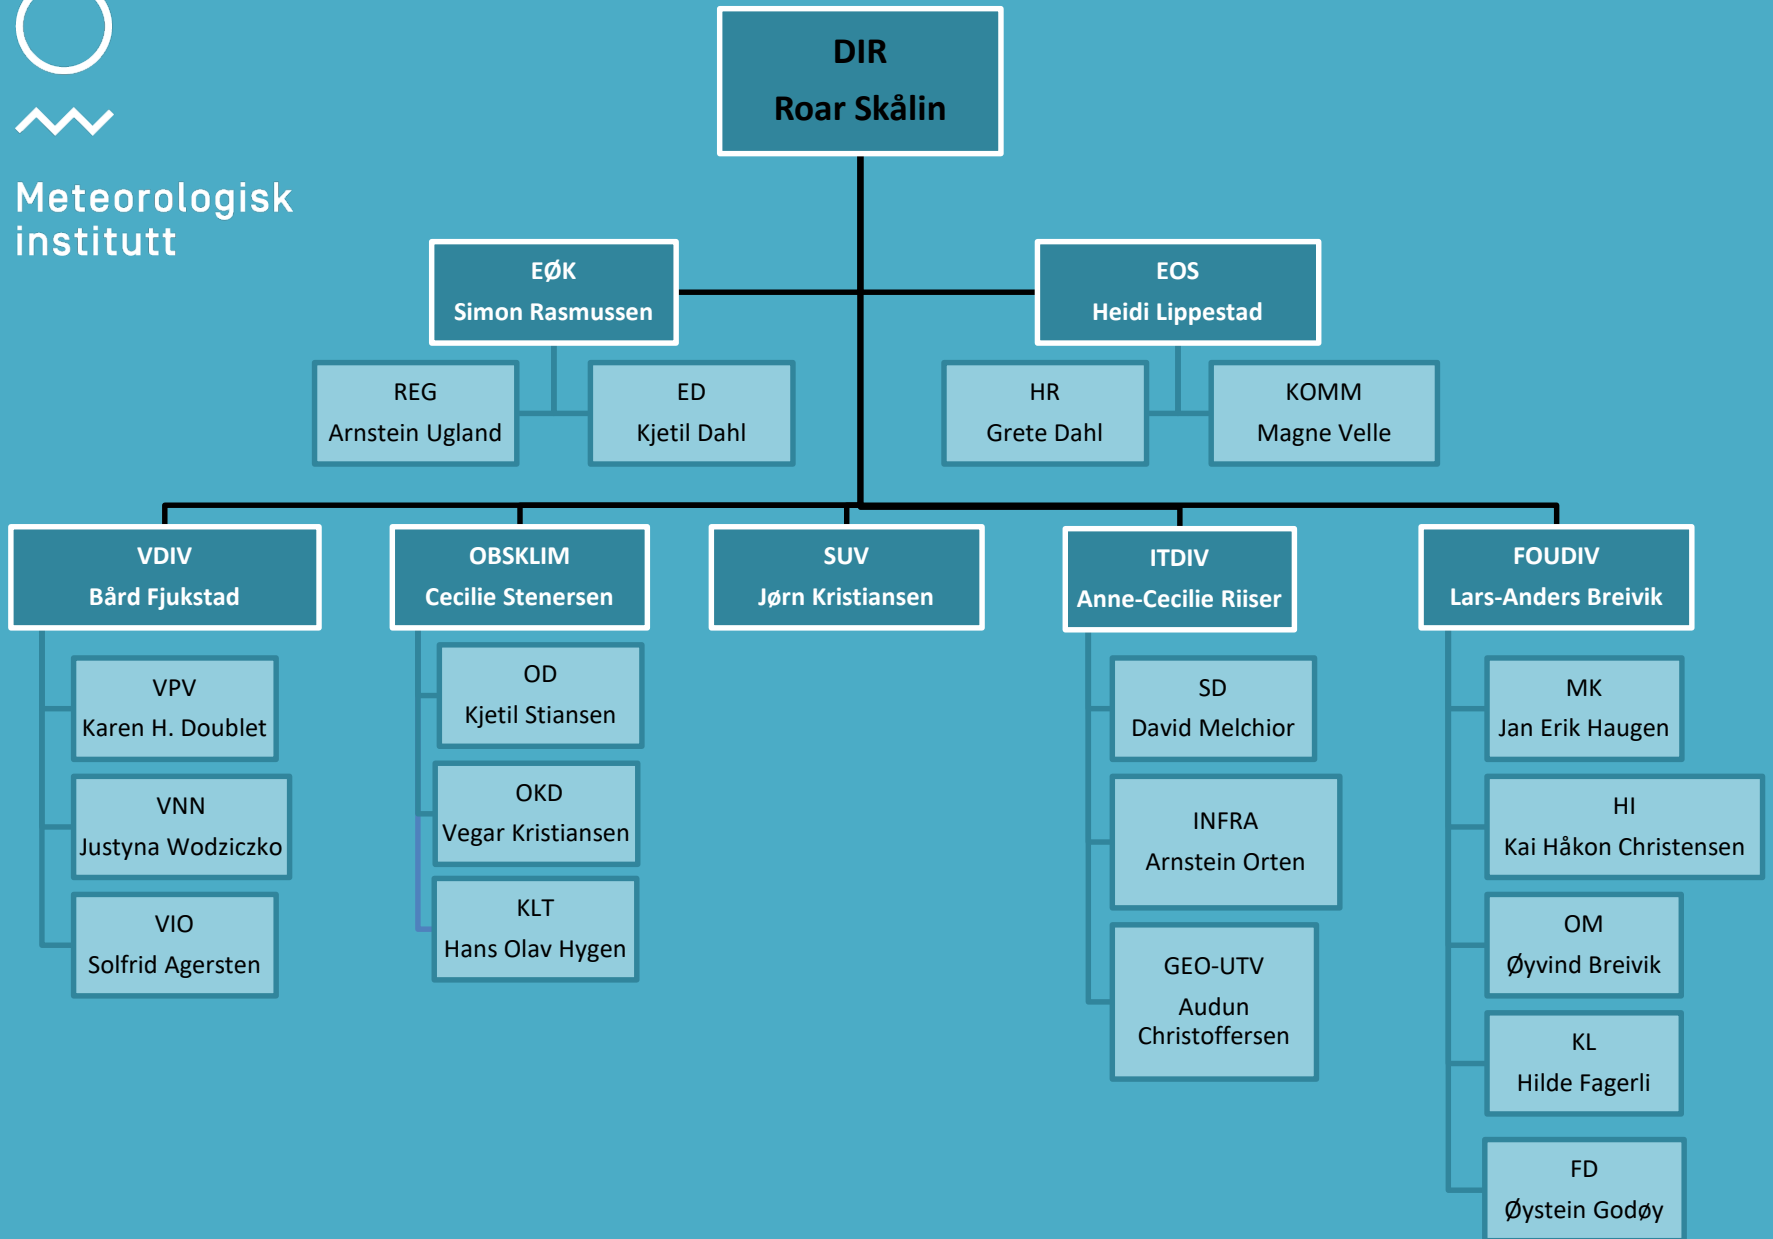 Meteorologisk
institutt
DIR
Roar Skålin
EØK
Simon Rasmussen
EOS
Heidi Lippestad
REG
Arnstein Ugland
ED
Kjetil Dahl
HR
Grete Dahl
KOMM
Magne Velle
VDIV
Bård Fjukstad
OBSKLIM
Cecilie Stenersen
SUV
Jørn Kristiansen
ITDIV
Anne-Cecilie Riiser
FOUDIV
Lars-Anders Breivik
VPV
Karen H. Doublet
VNN
Justyna Wodziczko
VIO
Solfrid Agersten
OD
Kjetil Stiansen
OKD
Vegar Kristiansen
KLT
Hans Olav Hygen
SD
David Melchior
INFRA
Arnstein Orten
GEO-UTV
Audun
Christoffersen
MK
Jan Erik Haugen
HI
Kai Håkon Christensen
OM
Øyvind Breivik
KL
Hilde Fagerli
FD
Øystein Godøy